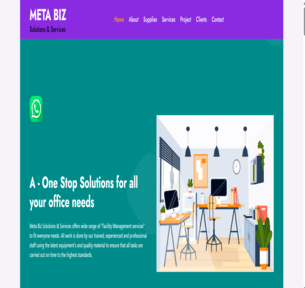 META BIZ
Solutions & Services
Home About Supplies Services Project Clients Contact
A - One Stop Solutions for all
your office needs
Meta Biz Solutions & Services offers wide range of "Facility Management services"
to fit everyone needs. All work is done by our trained, experienced and professional
staff using the latest equipment's and quality material to ensure that all tasks are
carried out on time to the highest standards.